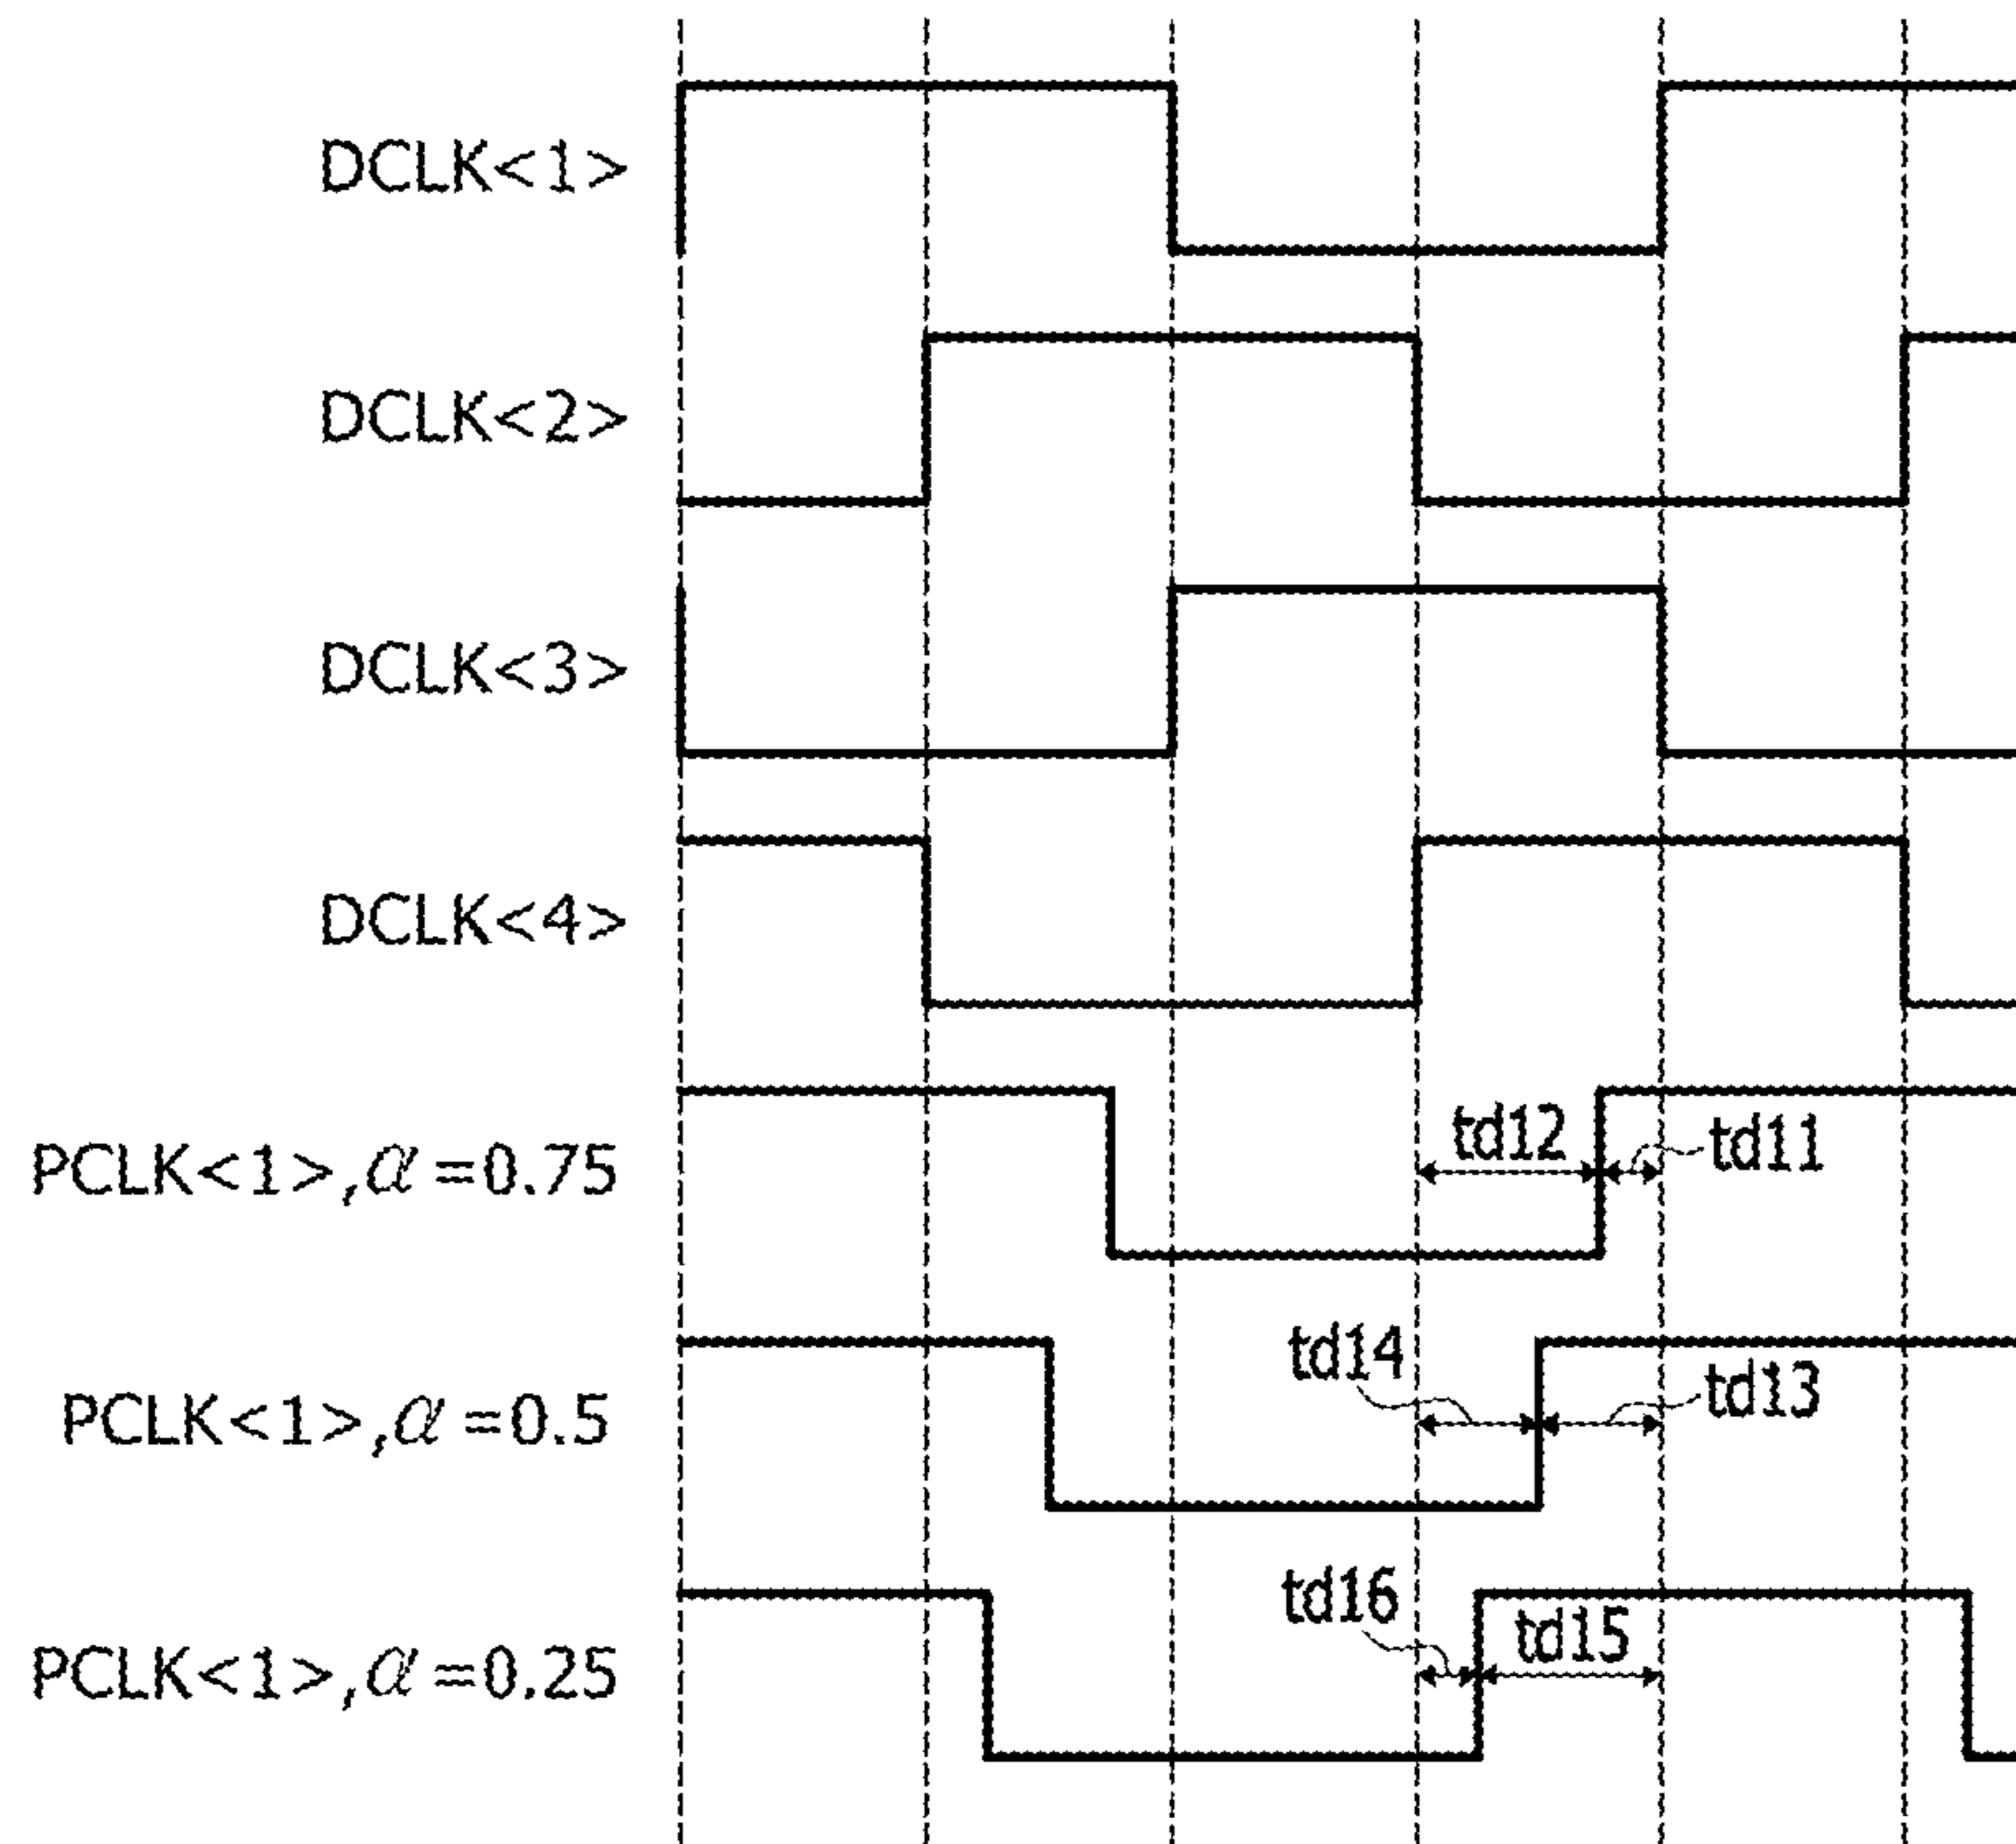 DCLK<1>
DCLK<2>
DCLK<3>
DCLK<4>
PCLK<1>,α=0.75
td12
td11
PCLK<1>,α=0.5
td14
td13
PCLK<1>,α=0.25
td16
td15